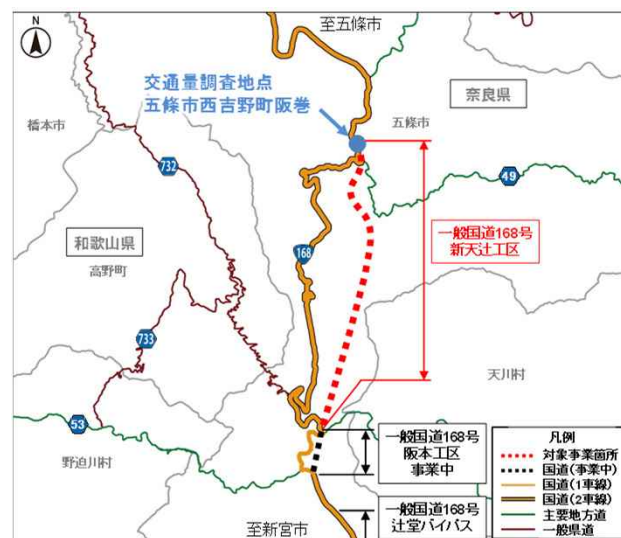 至五條市
交通量調査地点
五條市西吉野町阪巻
奈良県
橋本市
五條市
732
49
一般国道168号
新天辻工区
和歌山県
高野町
168
733
天川村
53
野迫川村
一般国道168号
阪本工区
事業中
一般国道168号
辻堂バイパス
至新宮市
凡例
対象事業箇所
国道(事業中)
国道(1車線)
国道(2車線)
主要地方道
一般県道